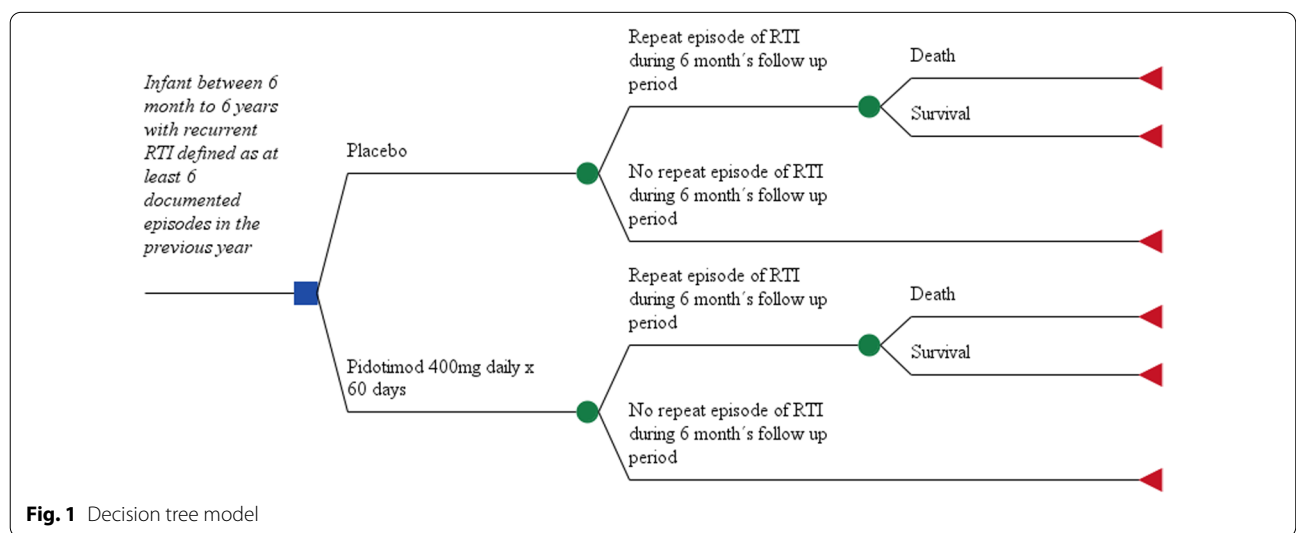 Infant between 6
month to 6 years
with recurrent
RTI defined as at
least 6
documented
episodes in the
previous year
Placebo
Repeat episode of RTI
during 6 month´s follow up
period
Death
Survival
No repeat episode of RTI
during 6 month´s follow up
period
Pidotimod 400mg daily x
60 days
Repeat episode of RTI
during 6 month´s follow up
period
Death
Survival
No repeat episode of RTI
during 6 month´s follow up
period
Fig. 1 Decision tree model